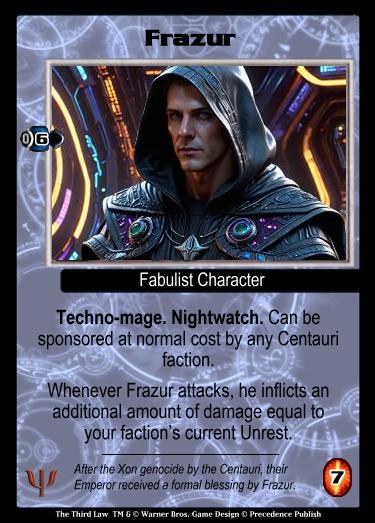 Frazur
0 6
Fabulist Character
Techno-mage. Nightwatch. Can be
sponsored at normal cost by any Centauri
faction.
Whenever Frazur attacks, he inflicts an
additional amount of damage equal to
your faction's current Unrest.
After the Xon genocide by the Centauri, their
Emperor received a formal blessing by Frazur.
7
The Third Law TM & © Warner Bros. Game Design © Precedence Publish